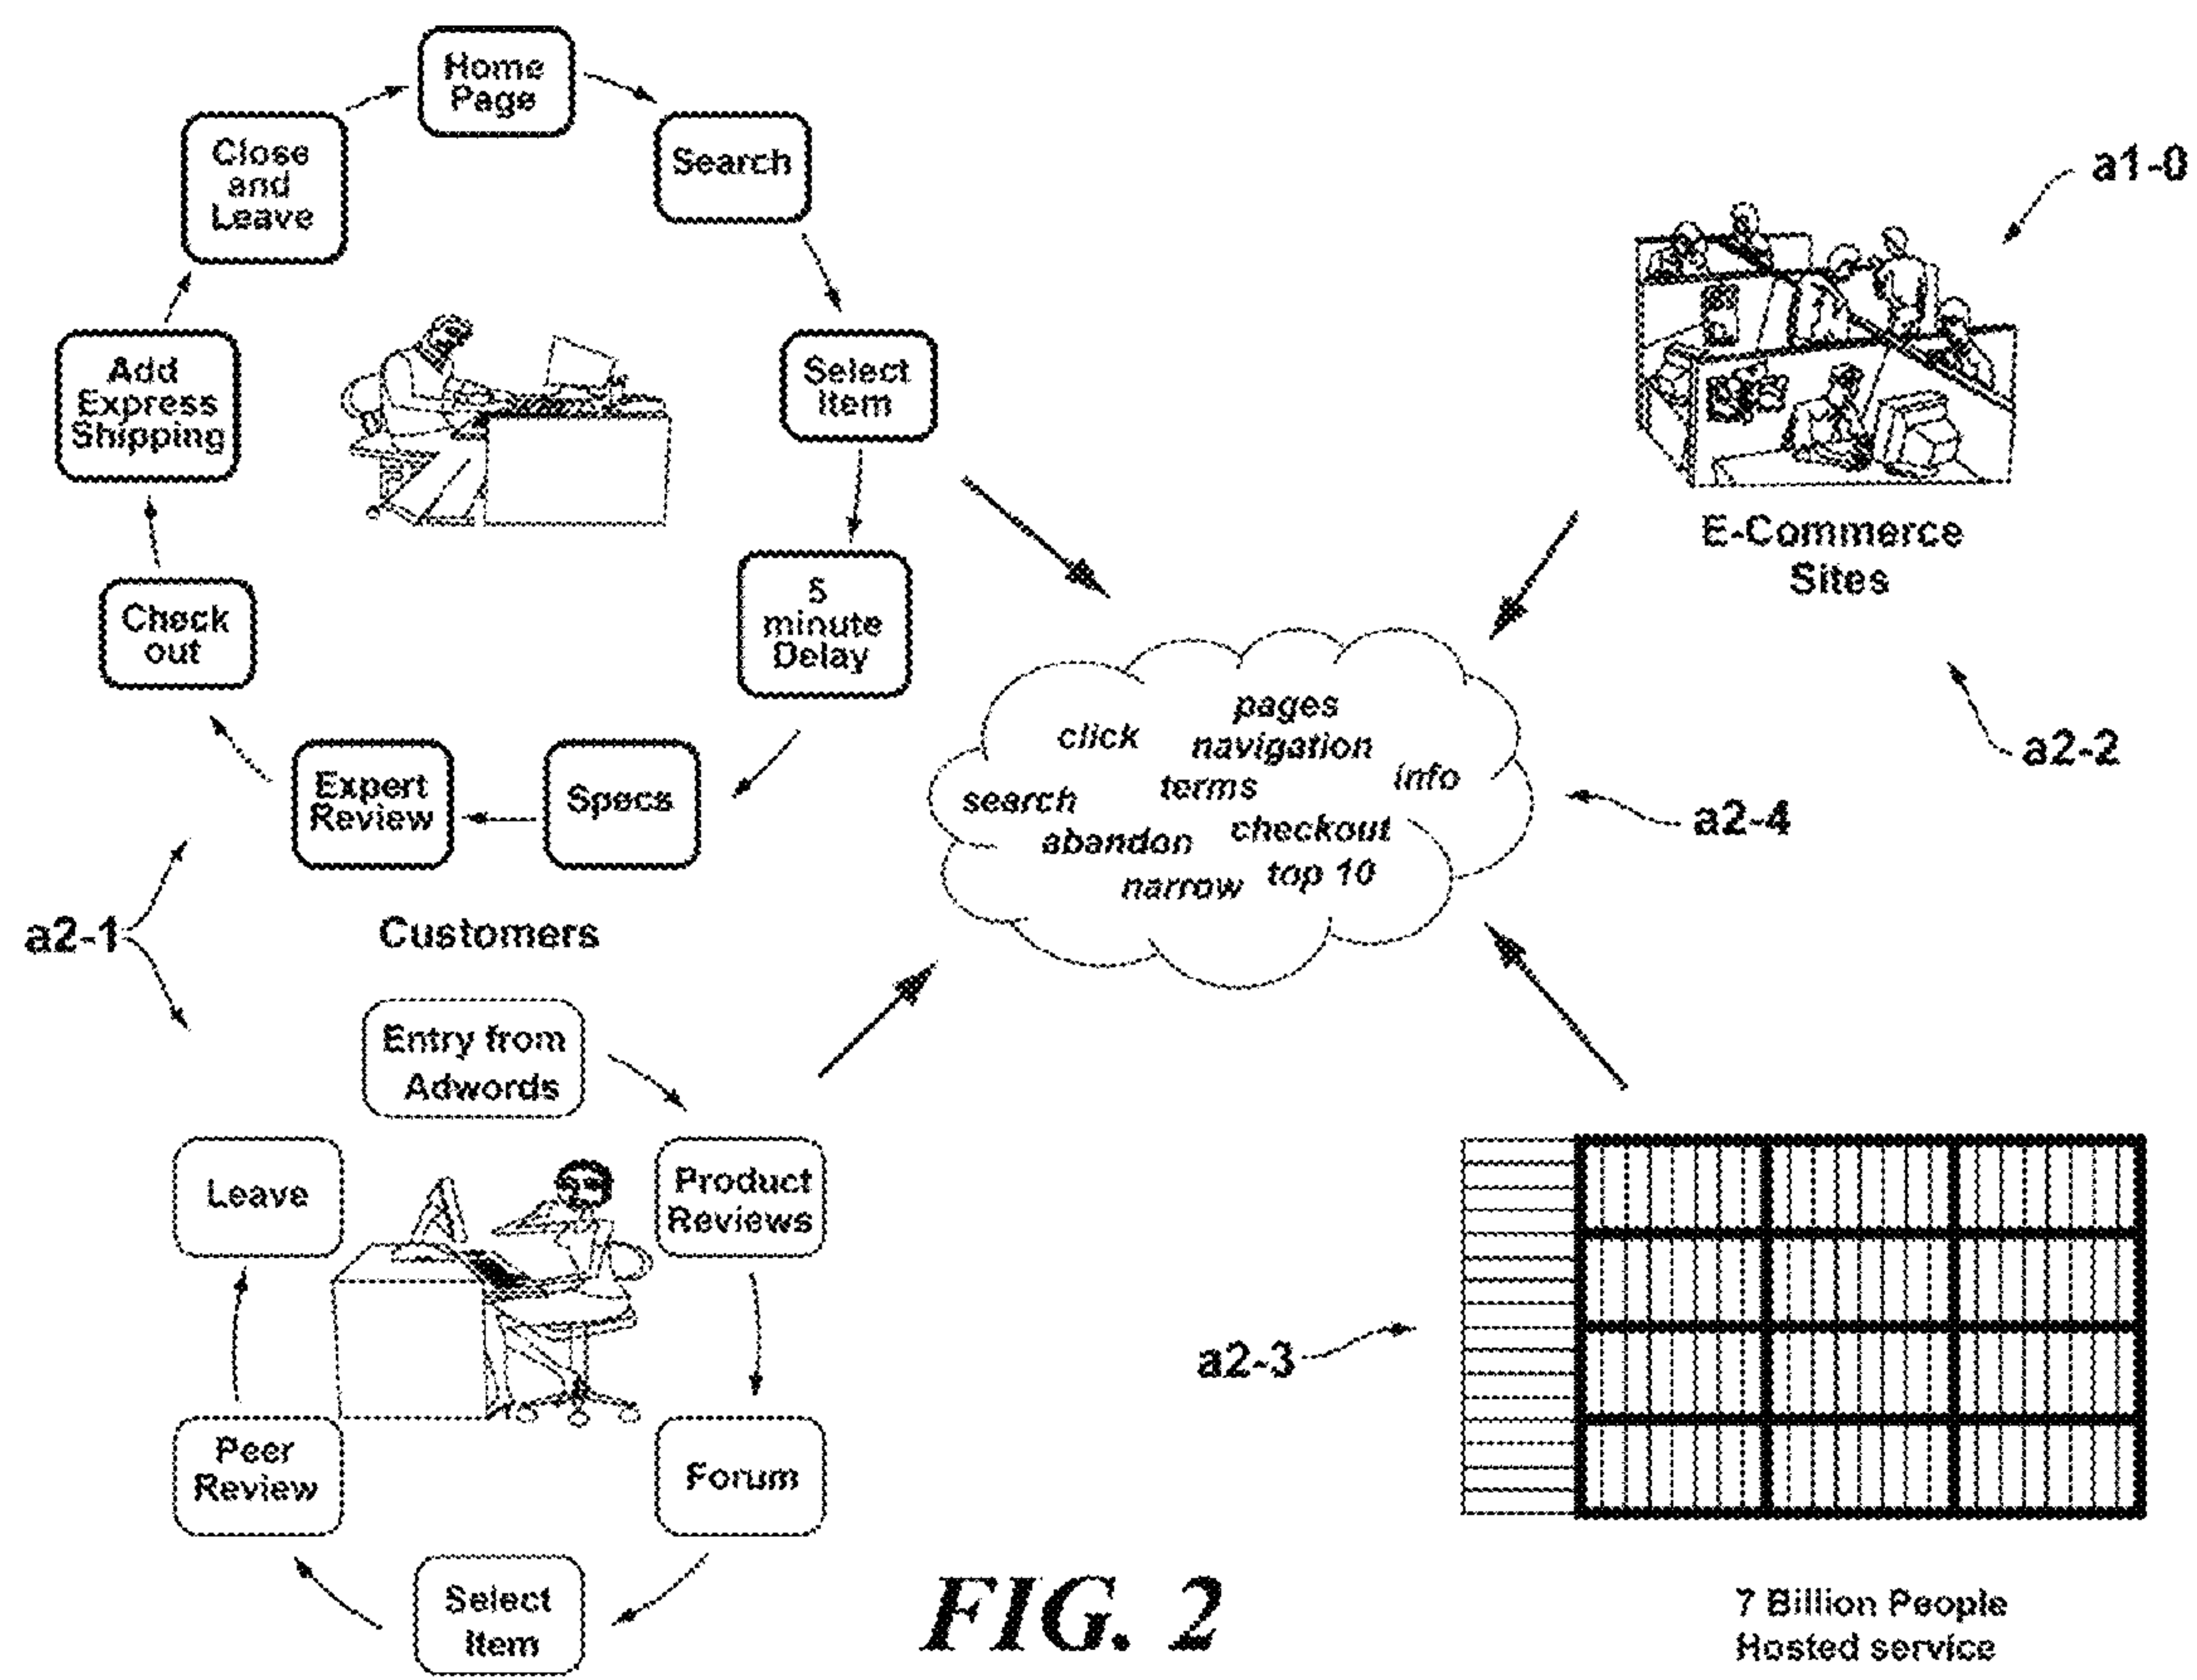 Home
Page
Search
Select
Item
5
minute
Delay
Specs
Expert
Review
Check
out
Add
Express
Shipping
Close
and
Leave
a2-1
Customers
Entry from
Adwords
Product
Reviews
Forum
Select
Item
Peer
Review
Leave
pages
click
navigation
info
terms
search
checkout
abandon
top 10
narrow
a1-0
E-Commerce
Sites
a2-2
a2-4
a2-3
7 Billion People
Hosted service
FIG. 2